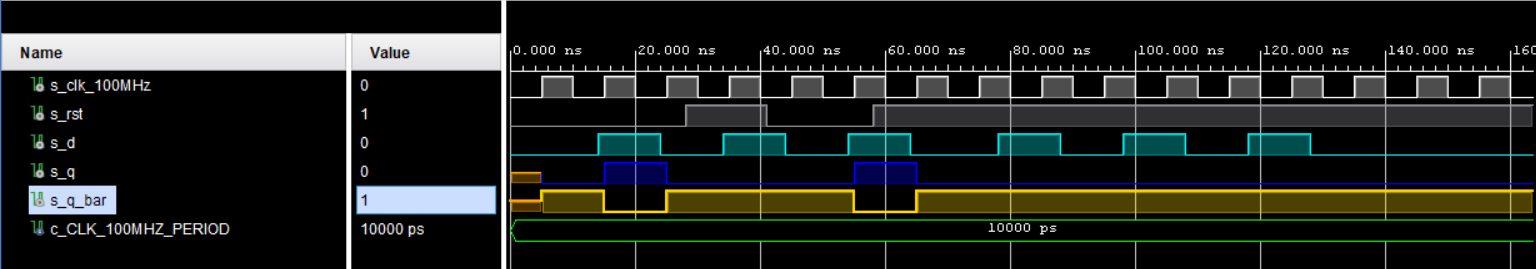 Name Value
0.000 ns 20.000 ns 40.000 ns 60.000 ns 80.000 ns 100.000 ns 120.000 ns 140.000 ns 160
s_clk_100MHz 0
s_rst 1
s_d 0
s_q 0
s_q_bar 1
c_CLK_100MHZ_PERIOD 10000 ps 10000 ps